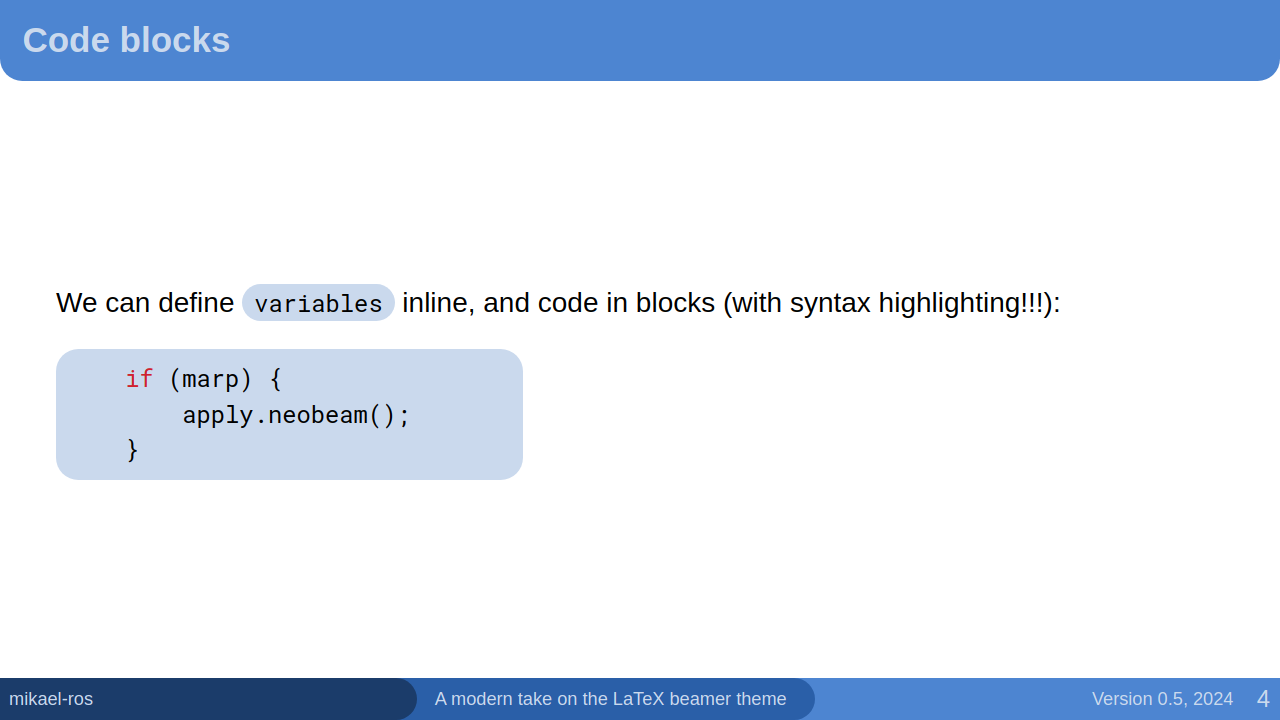 Code blocks
We can define variables inline, and code in blocks (with syntax highlighting!!!):
if (marp) {
    apply.neobeam();
}
mikael-ros
A modern take on the LaTeX beamer theme
Version 0.5, 2024
4